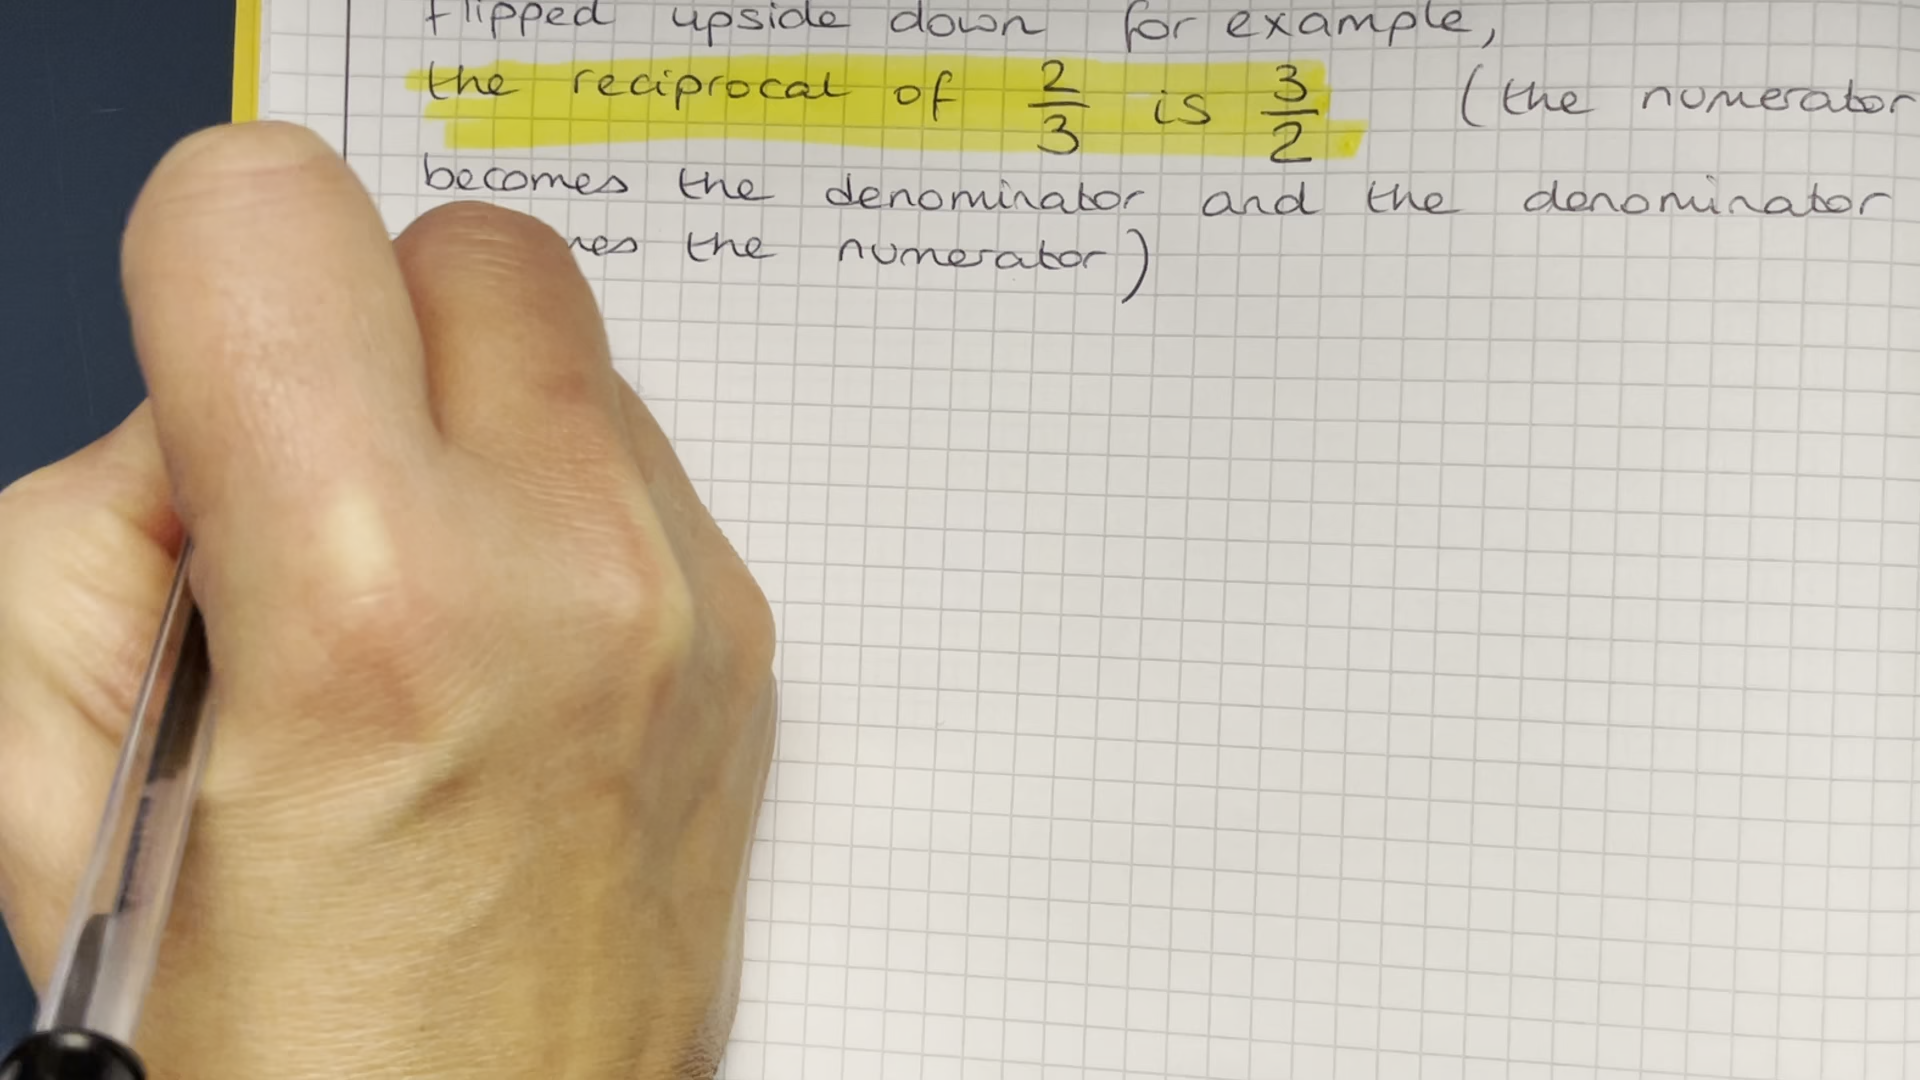 flipped upside down for example,
the reciprocal of 2/3 is 3/2 (the numerator
becomes the denominator and the denominator
the numerator)